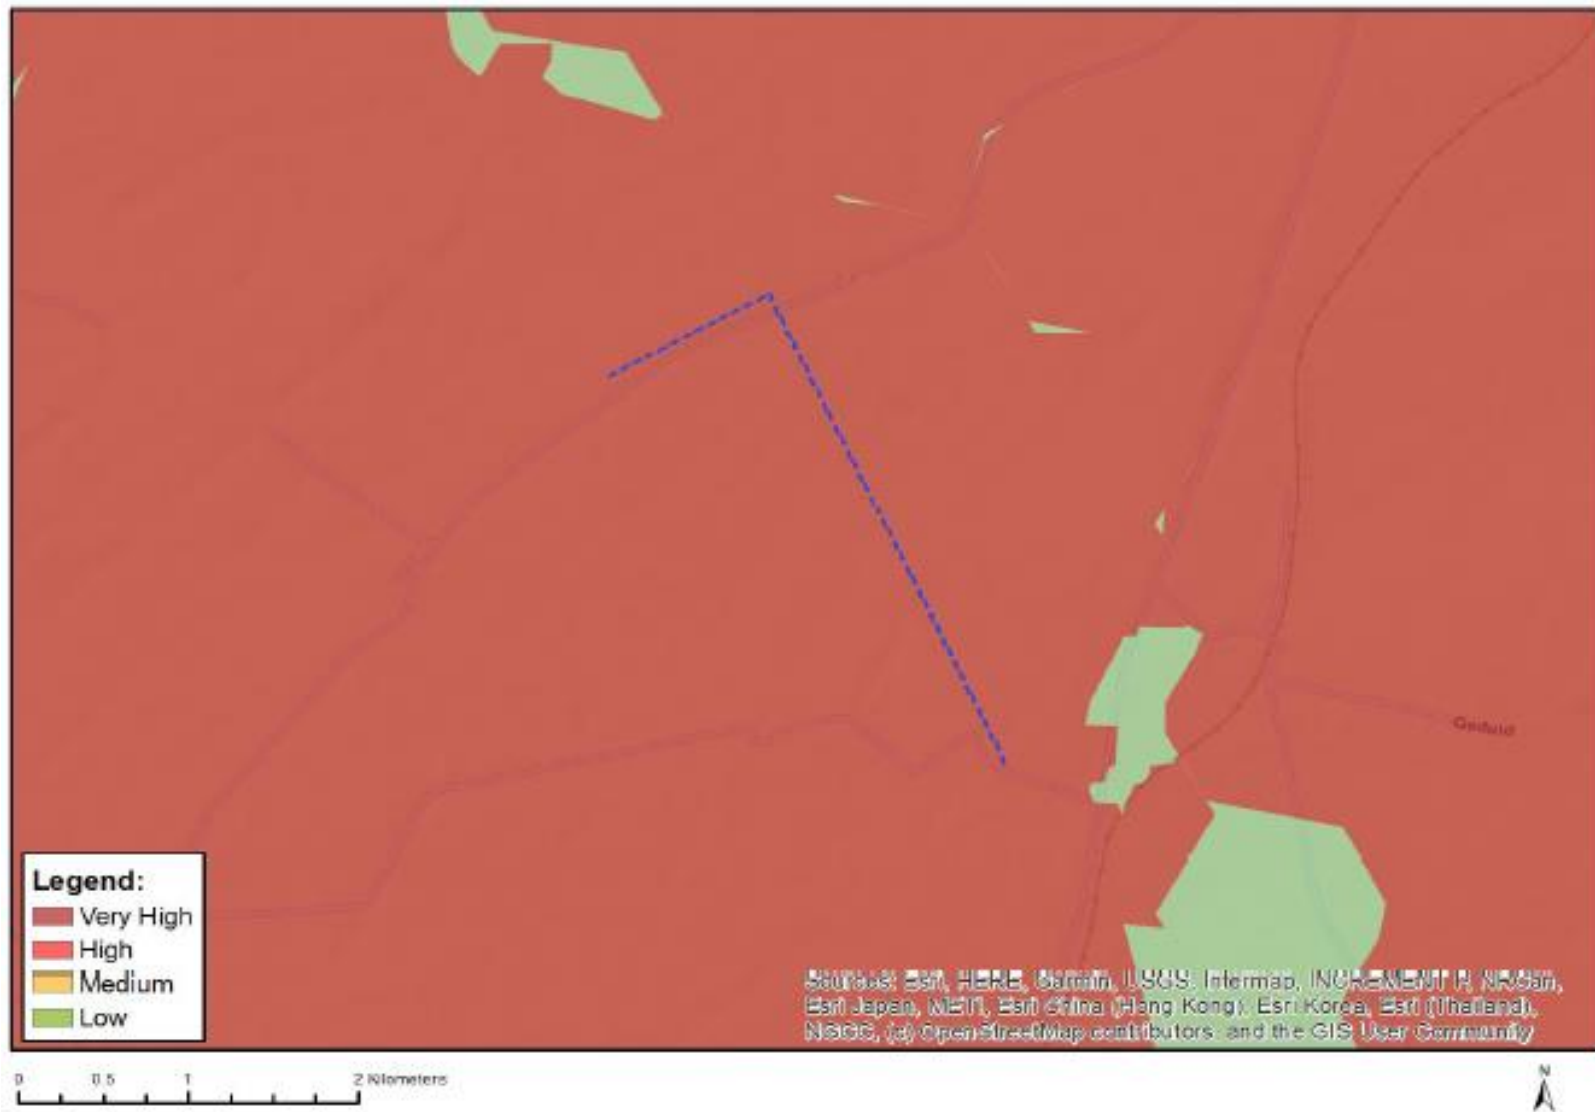 Geduld
Legend:
Very High
High
Medium
Low
Sources: Esri, HERE, Garmin, USGS, Intermap, INCREMENT P, NRCan,
Esri Japan, METI, Esri China (Hong Kong), Esri Korea, Esri (Thailand),
NGCC, (c) OpenStreetMap contributors, and the GIS User Community
0 0.5 1 2 Kilometers
N